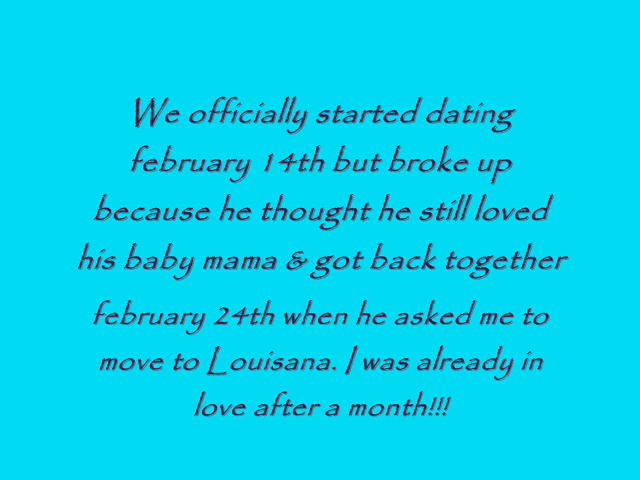 We officially started dating
february 14th but broke up
because he thought he still loved
his baby mama & got back together
february 24th when he asked me to
move to Louisana. I was already in
love after a month!!!